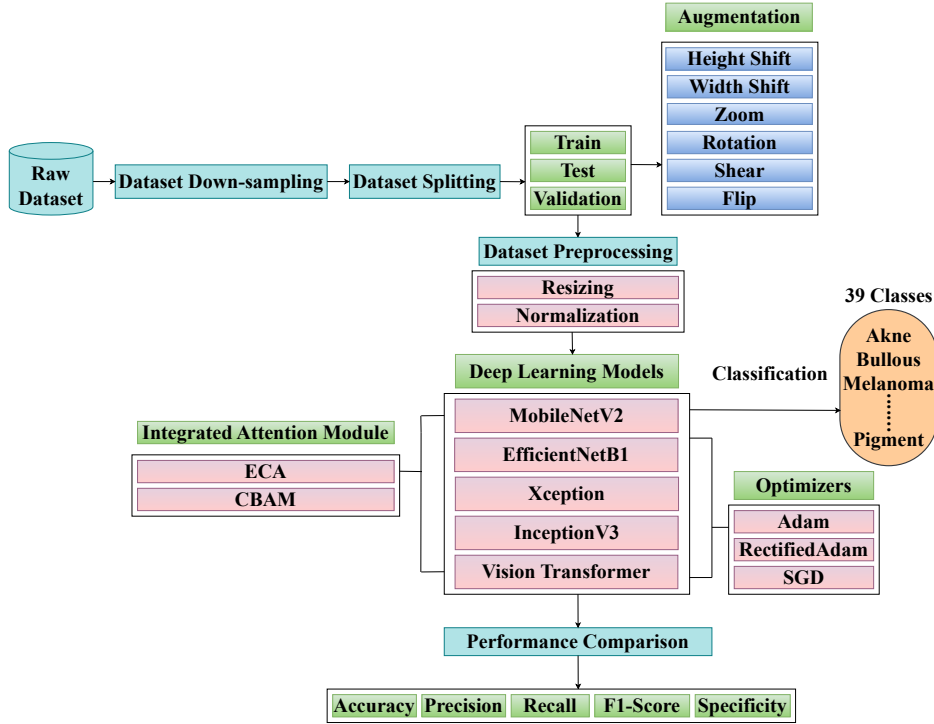 Augmentation
Height Shift
Width Shift
Zoom
Rotation
Shear
Flip
Raw
Dataset
Dataset Down-sampling
Dataset Splitting
Train
Test
Validation
Dataset Preprocessing
Resizing
Normalization
39 Classes
Akne
Bullous
Melanoma
Pigment
Classification
Deep Learning Models
MobileNetV2
EfficientNetB1
Xception
InceptionV3
Vision Transformer
Integrated Attention Module
ECA
CBAM
Optimizers
Adam
RectifiedAdam
SGD
Performance Comparison
Accuracy Precision Recall F1-Score Specificity